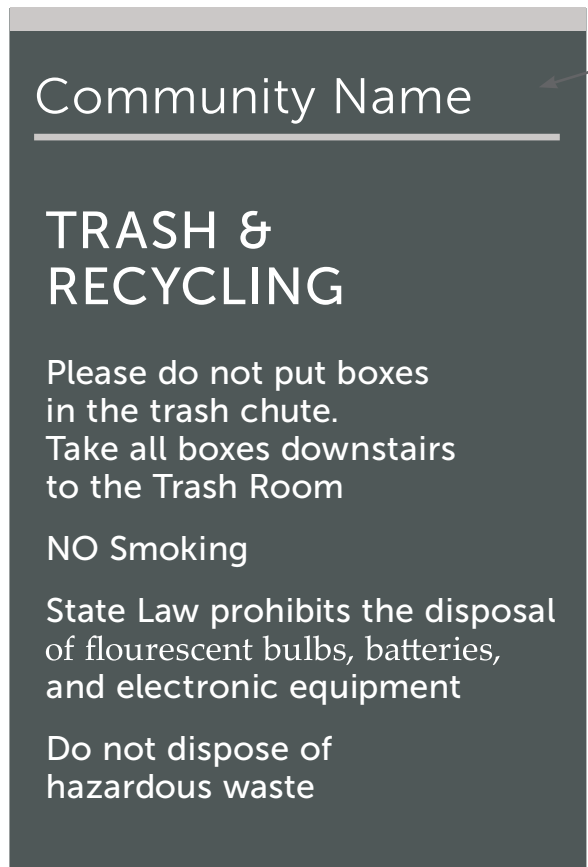 Community Name
TRASH &
RECYCLING
Please do not put boxes
in the trash chute.
Take all boxes downstairs
to the Trash Room
NO Smoking
State Law prohibits the disposal
of flourescent bulbs, batteries,
and electronic equipment
Do not dispose of
hazardous waste